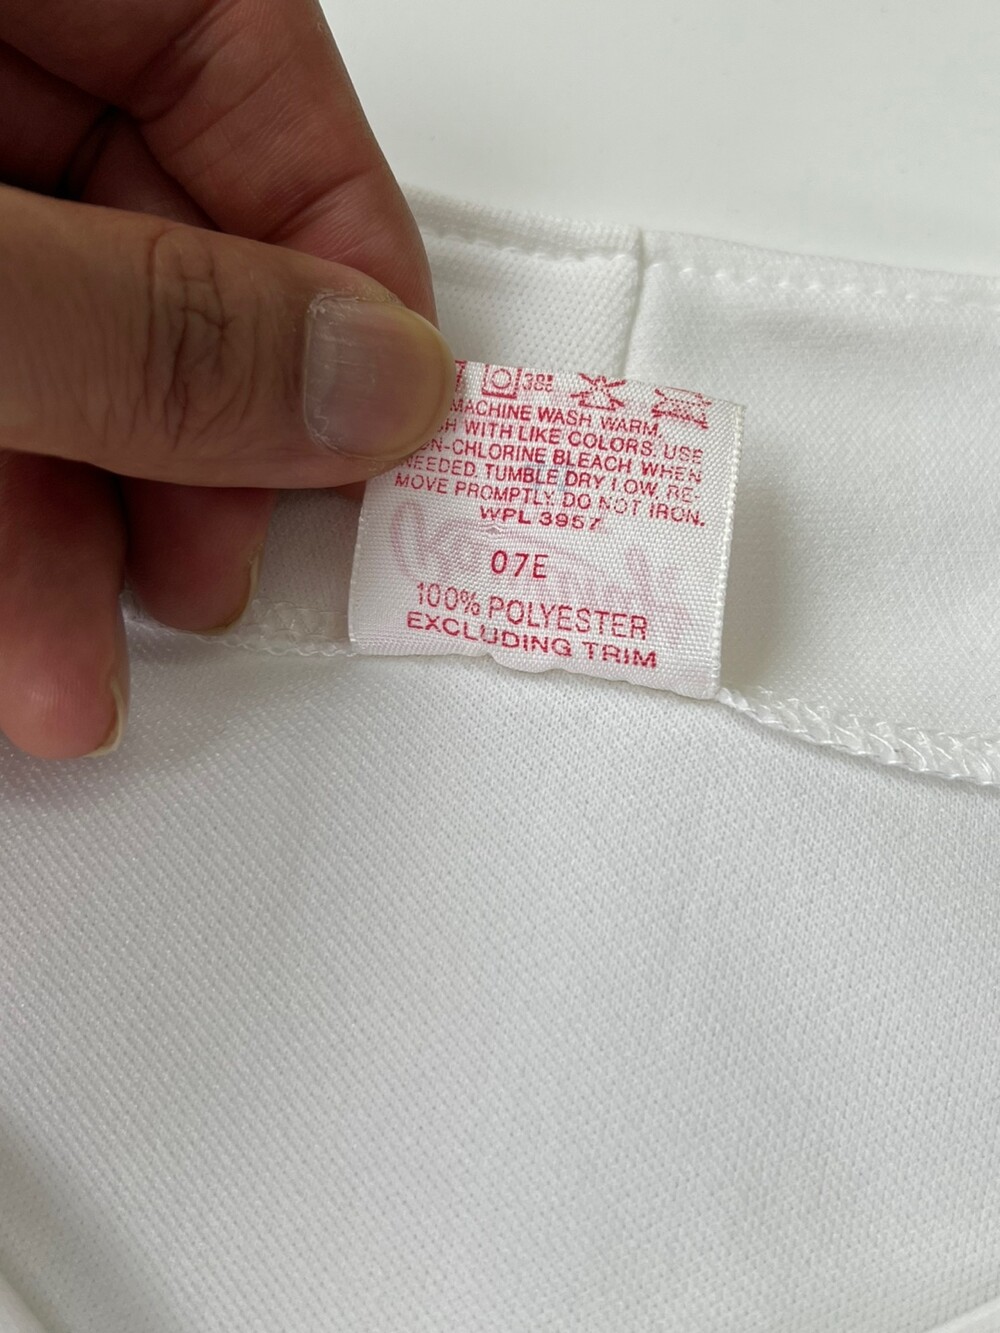 38
MACHINE WASH WARM,
WITH LIKE COLORS, USE
-CHLORINE BLEACH WHEN
NEEDED. TUMBLE DRY LOW, RE-
MOVE PROMPTLY. DO NOT IRON.
WPL 3957
07E
100% POLYESTER
EXCLUDING TRIM